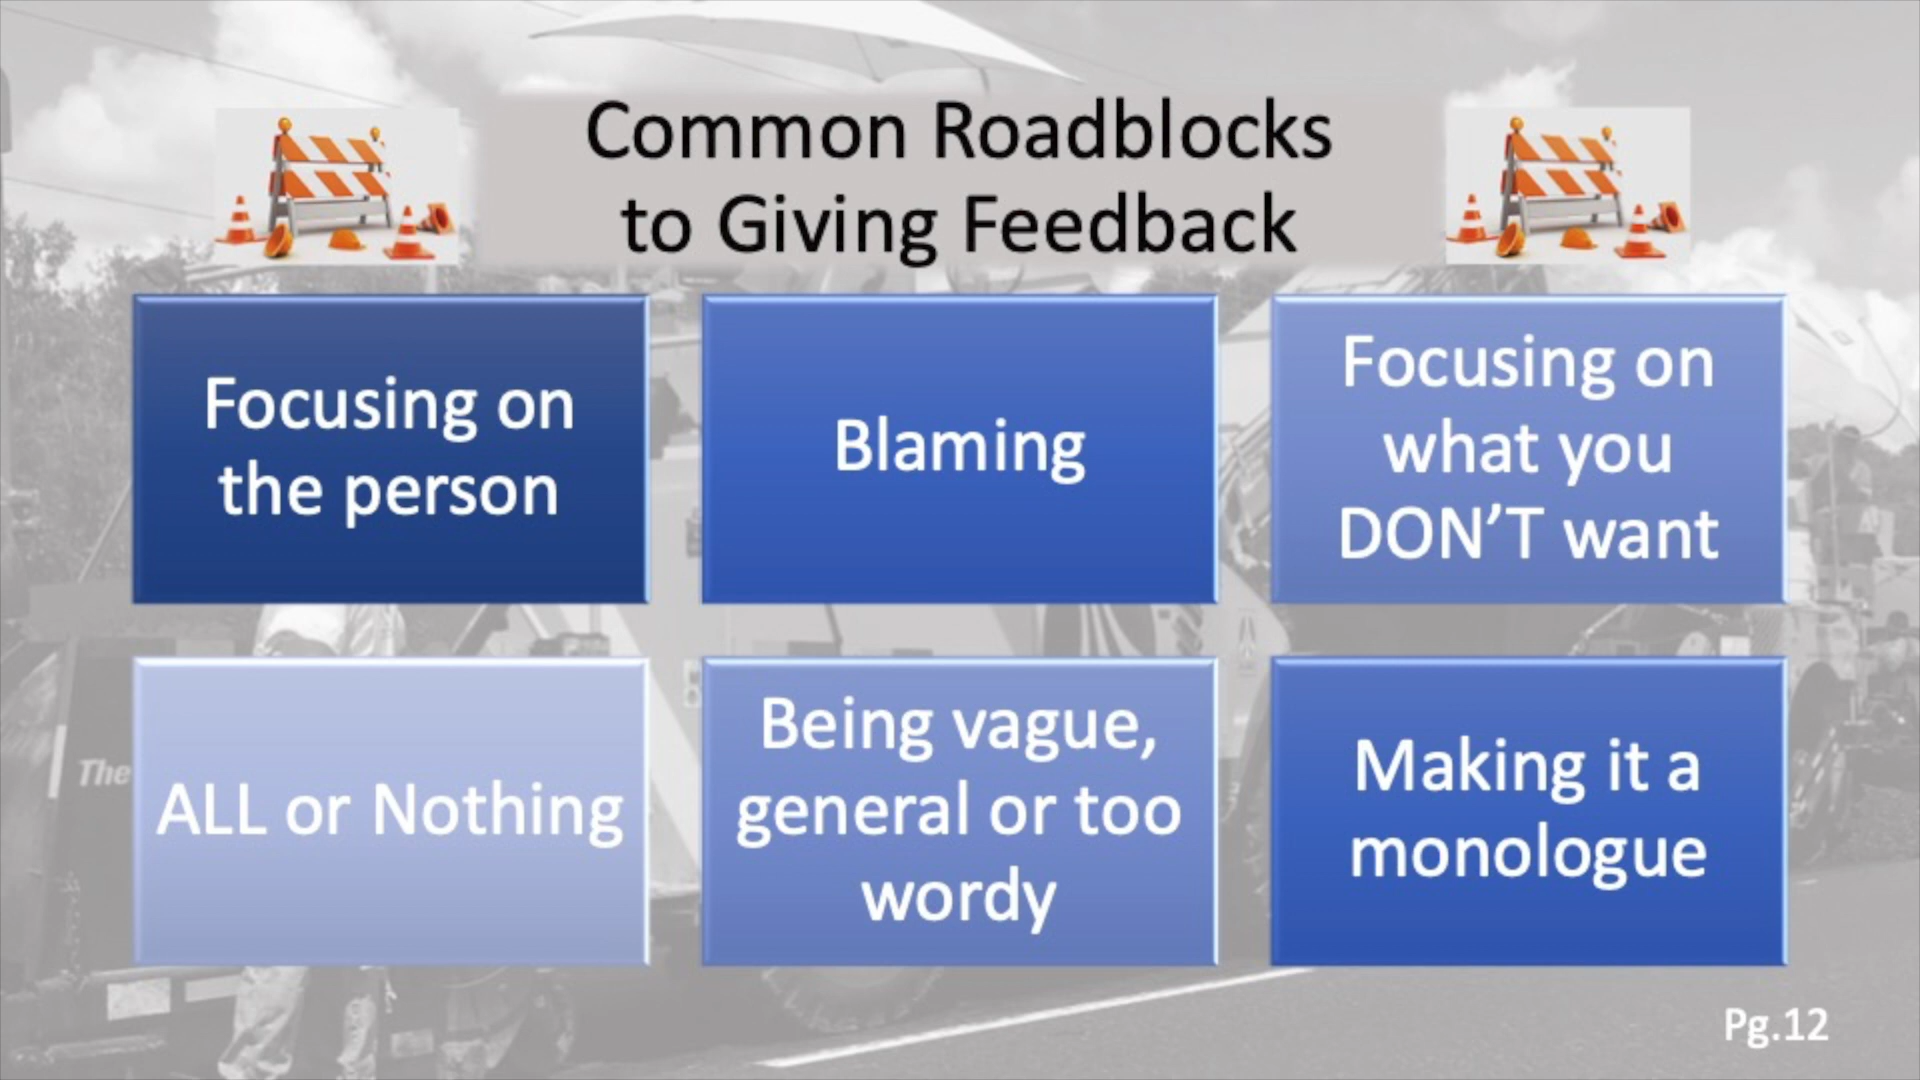 Common Roadblocks
to Giving Feedback
Focusing on
the person
Blaming
Focusing on
what you
DON’T want
ALL or Nothing
Being vague,
general or too
wordy
Making it a
monologue
The
Pg.12